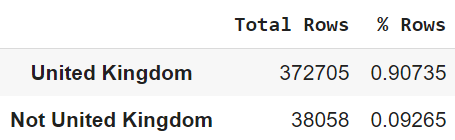 Total Rows % Rows
United Kingdom 372705 0.90735
Not United Kingdom 38058 0.09265